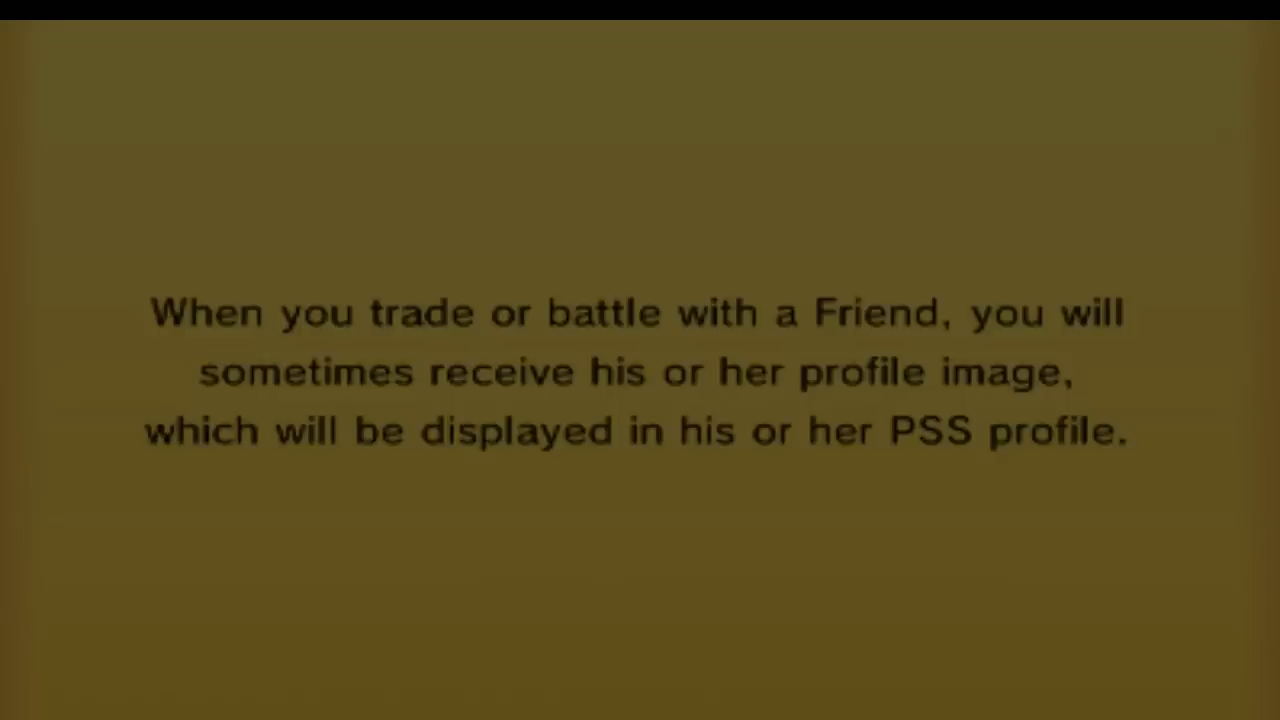 When you trade or battle with a Friend, you will
sometimes receive his or her profile image,
which will be displayed in his or her PSS profile.